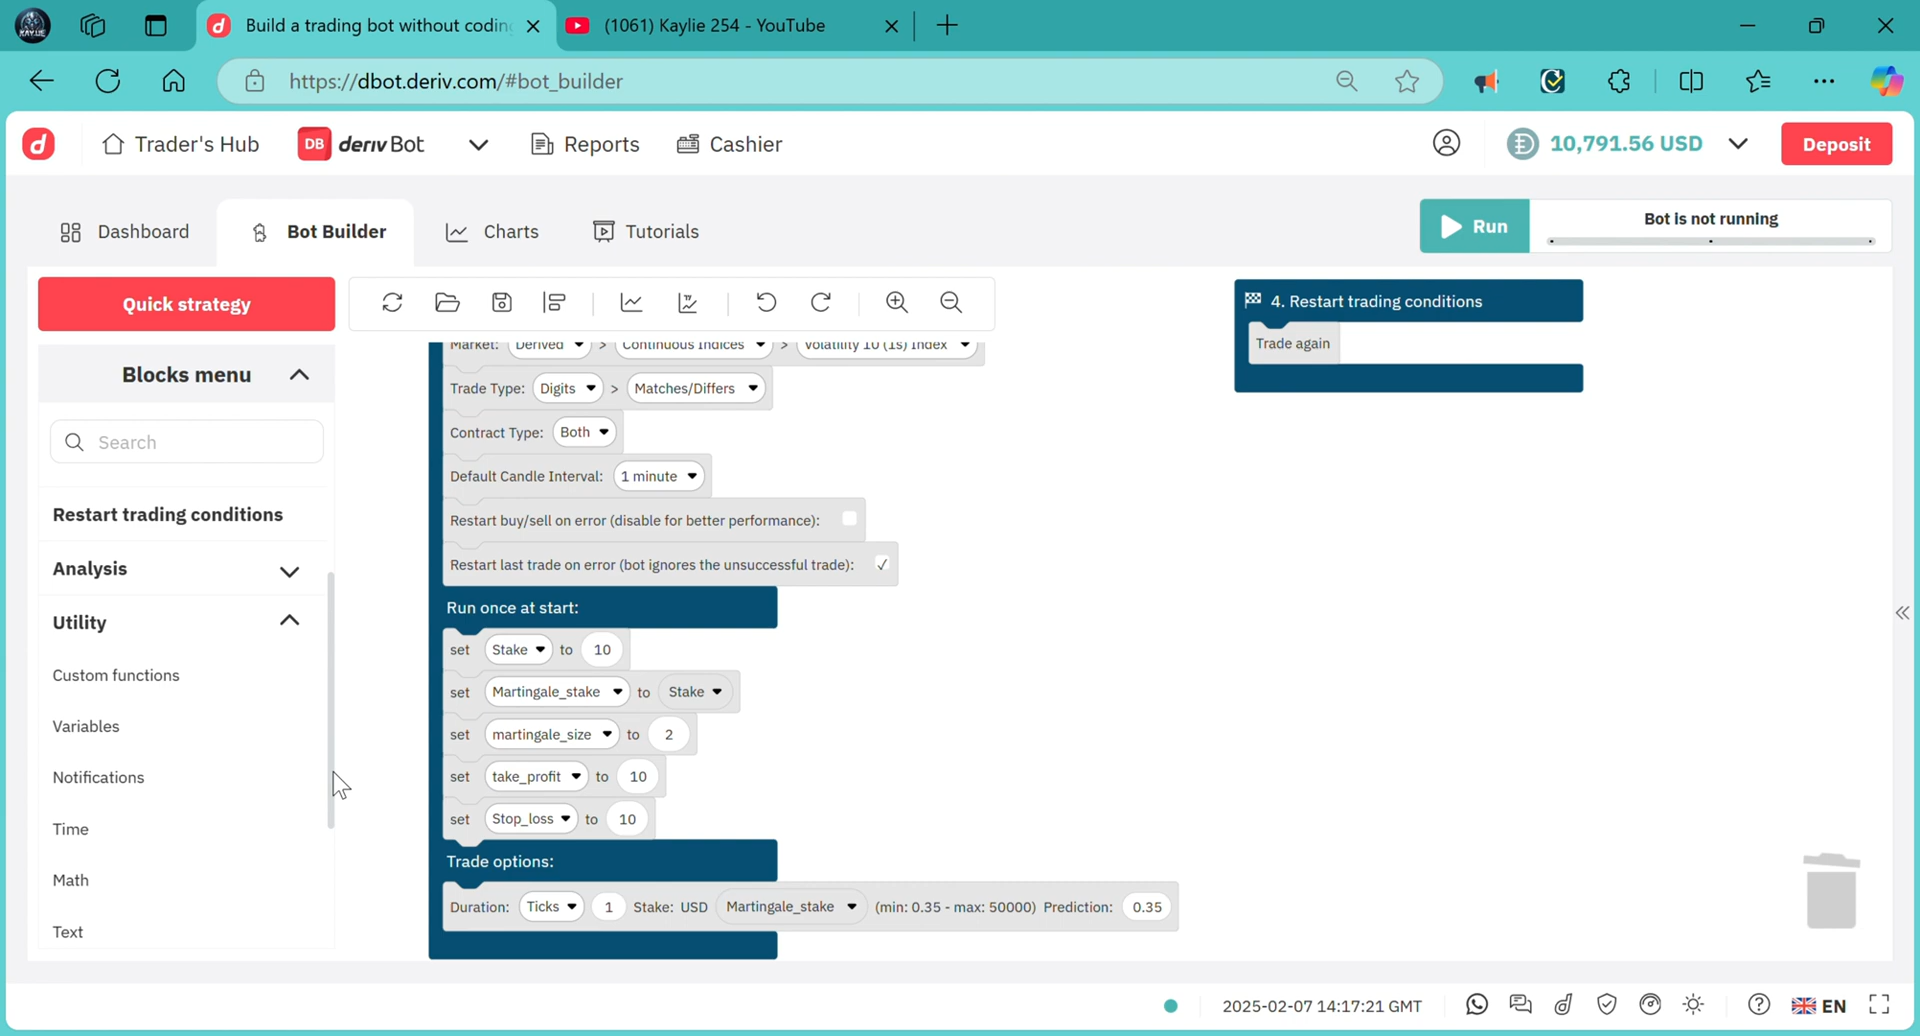 Build a trading bot without coding
(1061) Kaylie 254 - YouTube
https://dbot.deriv.com/#bot_builder
Trader's Hub
DB deriv Bot
Reports
Cashier
10,791.56 USD
Deposit
Dashboard
Bot Builder
Charts
Tutorials
Run
Bot is not running
Quick strategy
Blocks menu
Search
Restart trading conditions
Analysis
Utility
Custom functions
Variables
Notifications
Time
Math
Text
Market: Derived > Continuous Indices > Volatility 10 (1s) Index
Trade Type: Digits > Matches/Differs
Contract Type: Both
Default Candle Interval: 1 minute
Restart buy/sell on error (disable for better performance):
Restart last trade on error (bot ignores the unsuccessful trade): ✓
Run once at start:
set Stake to 10
set Martingale_stake to Stake
set martingale_size to 2
set take_profit to 10
set Stop_loss to 10
Trade options:
Duration: Ticks 1 Stake: USD Martingale_stake (min: 0.35 - max: 50000) Prediction: 0.35
4. Restart trading conditions
Trade again
2025-02-07 14:17:21 GMT
EN